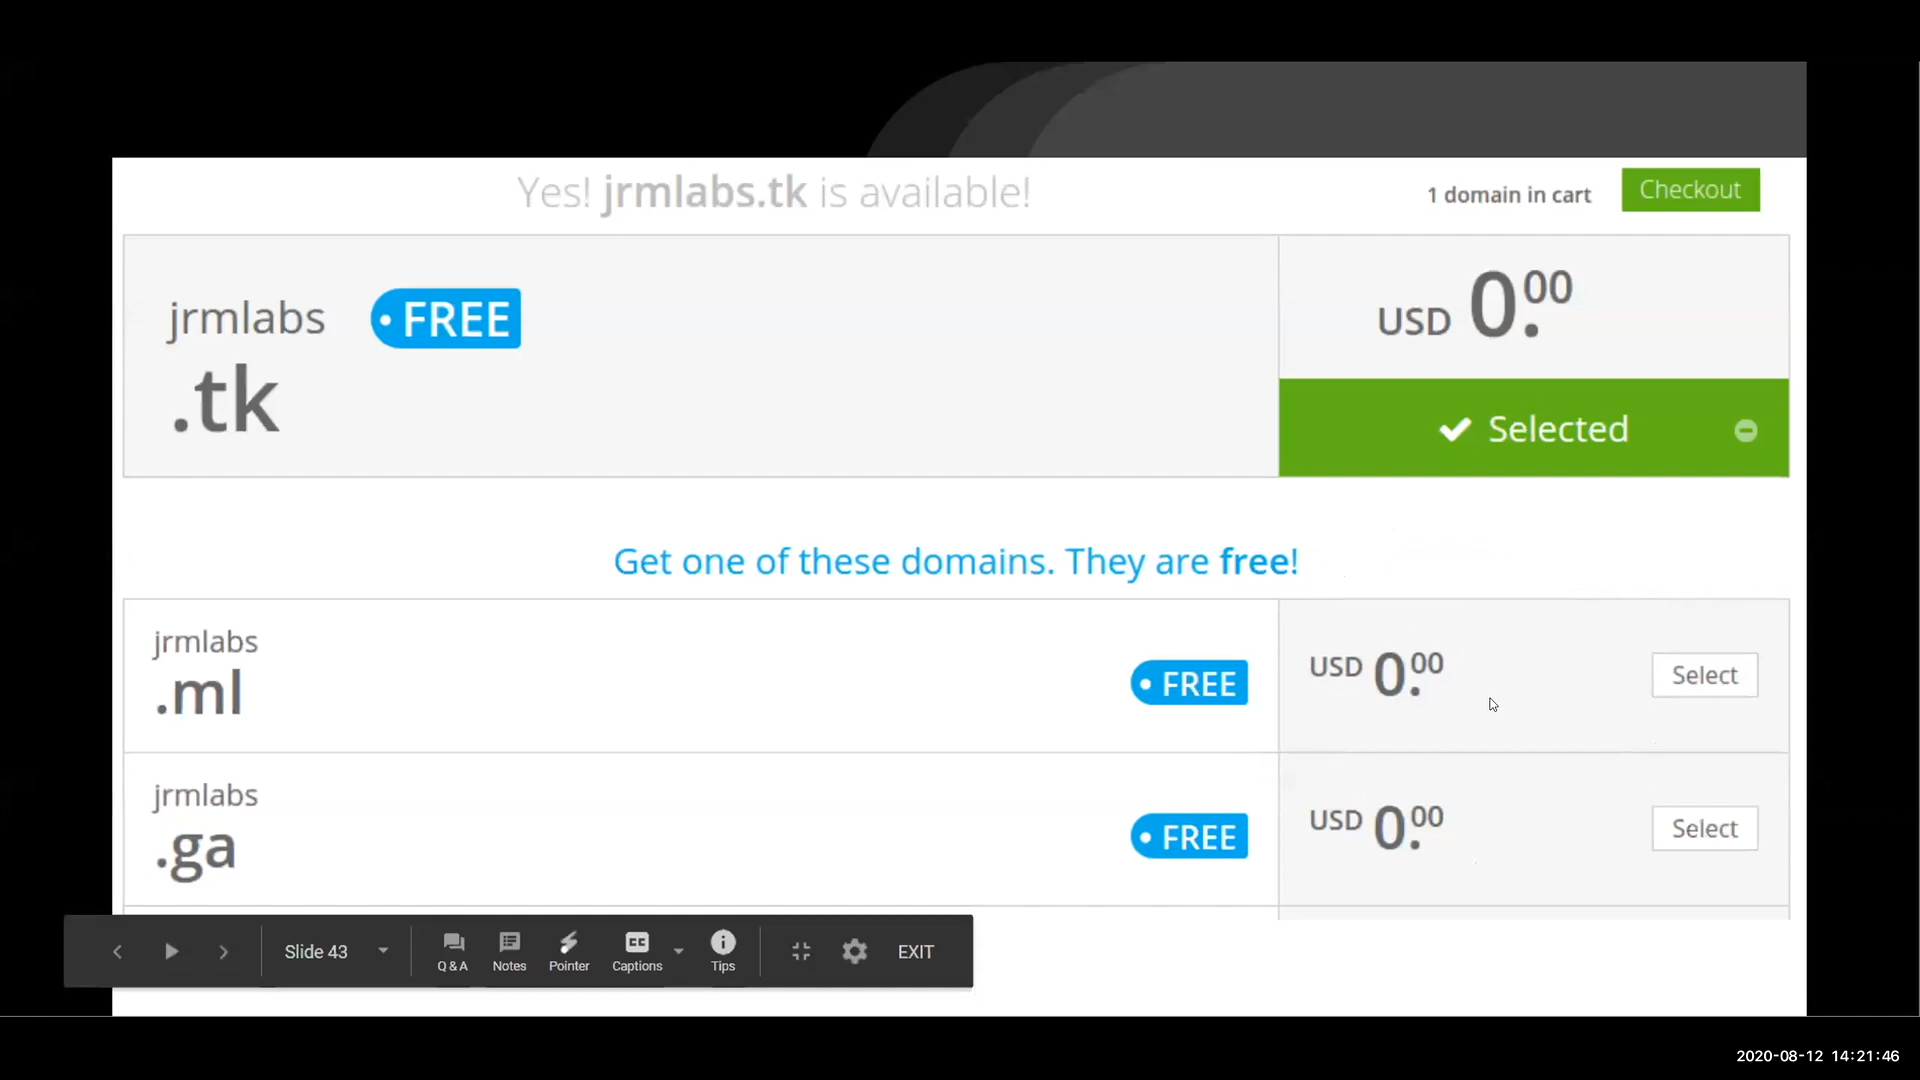 Yes! jrmlabs.tk is available!
1 domain in cart
Checkout
jrmlabs
FREE
.tk
USD 0.00
Selected
Get one of these domains. They are free!
jrmlabs
.ml
FREE
USD 0.00
Select
jrmlabs
.ga
FREE
USD 0.00
Select
Slide 43
Q & A
Notes
Pointer
CC
Captions
Tips
EXIT
2020-08-12 14:21:46